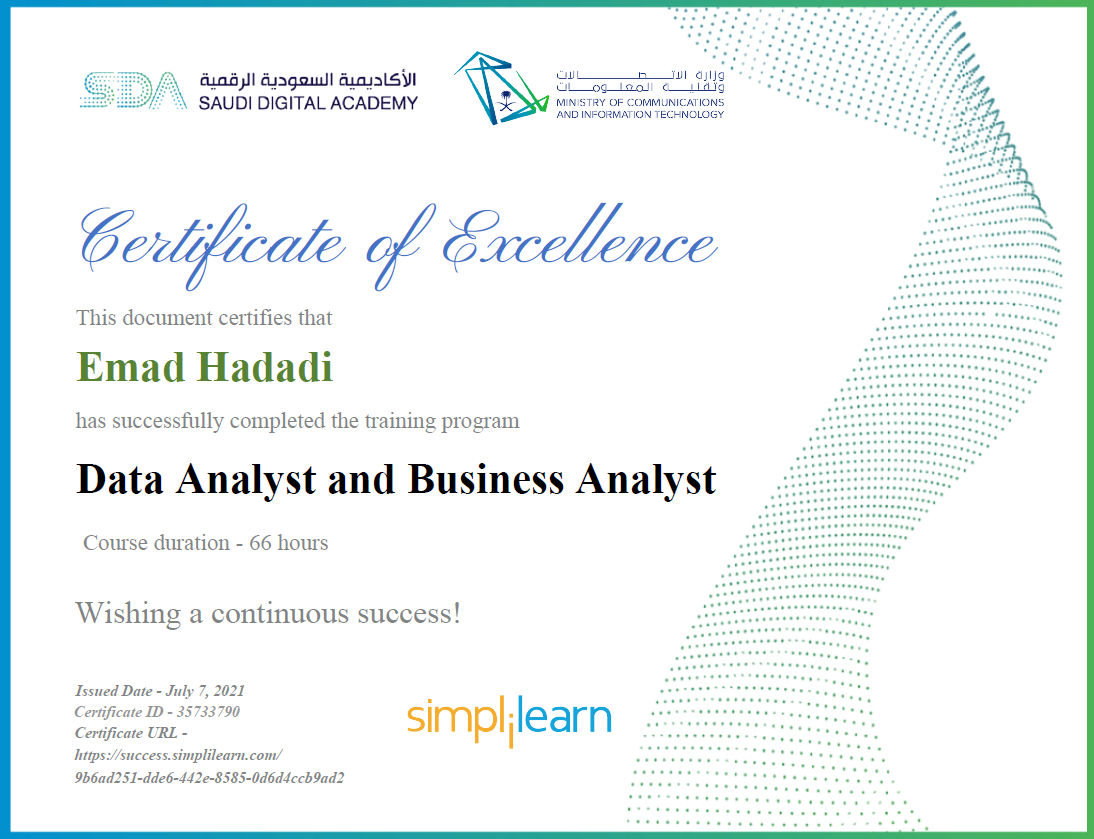 SDA
الأكاديمية السعودية الرقمية
SAUDI DIGITAL ACADEMY
وزارة الاتـــصـــالات
وتقنيـة المعلـومـات
MINISTRY OF COMMUNICATIONS
AND INFORMATION TECHNOLOGY
Certificate of Excellence
This document certifies that
Emad Hadadi
has successfully completed the training program
Data Analyst and Business Analyst
Course duration - 66 hours
Wishing a continuous success!
Issued Date - July 7, 2021
Certificate ID - 35733790
Certificate URL -
https://success.simplilearn.com/
9b6ad251-dde6-442e-8585-0d6d4ccb9ad2
simplilearn